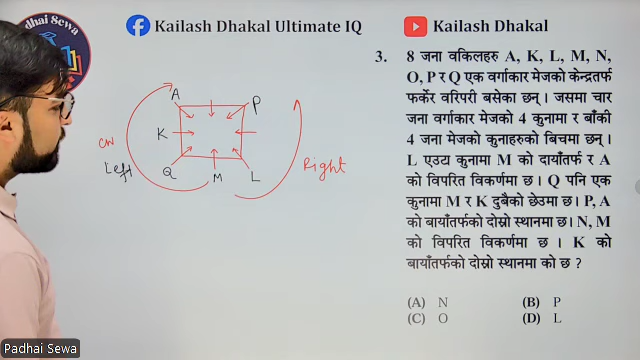 dhai Sewa
Kailash Dhakal Ultimate IQ
Kailash Dhakal
3. 8 जना वकिलहरु A, K, L, M, N,
O, P र Q एक वर्गाकार मेजको केन्द्रतर्फ
फर्केर वरिपरी बसेका छन् । जसमा चार
जना वर्गाकार मेजको 4 कुनामा र बाँकी
4 जना मेजको कुनाहरुको बिचमा छन् ।
L एउटा कुनामा M को दायाँतर्फ र A
को विपरित विकर्णमा छ । Q पनि एक
कुनामा M र K दुबैको छेउमा छ । P, A
को बायाँतर्फको दोस्रो स्थानमा छ । N, M
को विपरित विकर्णमा छ । K को
बायाँतर्फको दोस्रो स्थानमा को छ ?
(A) N
(B) P
(C) O
(D) L
A
P
K
Q
M
L
CW
Left
Right
Padhai Sewa